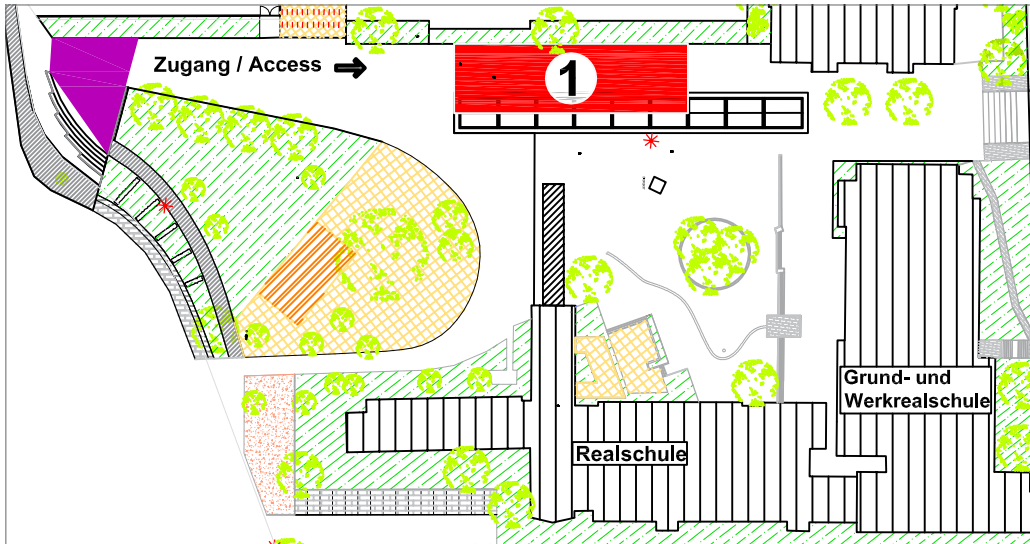 Zugang / Access
1
Grund- und
Werkrealschule
Realschule